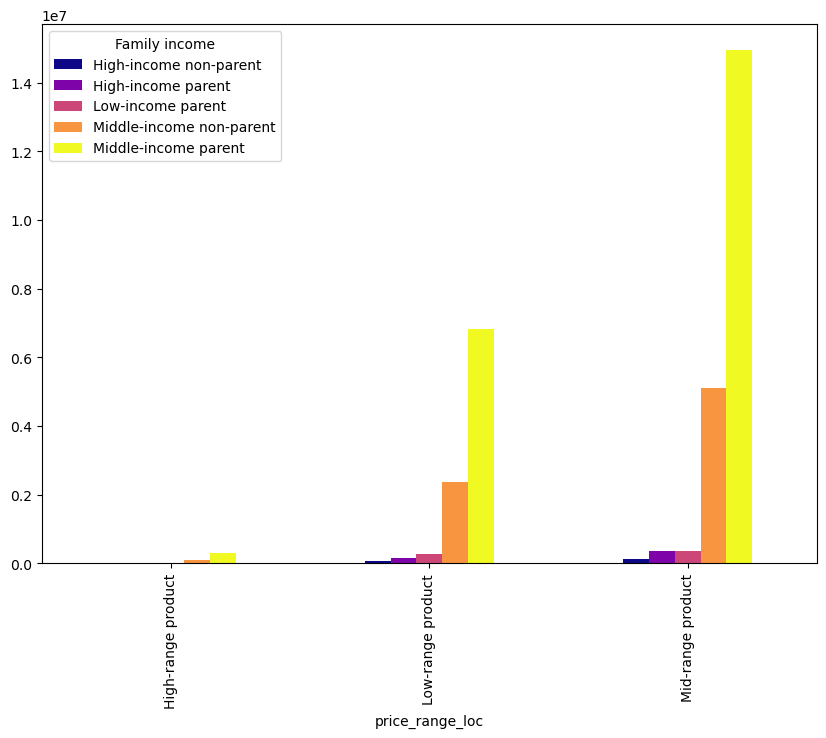 1e7
Family income
High-income non-parent
High-income parent
Low-income parent
Middle-income non-parent
Middle-income parent
1.4
1.2
1.0
0.8
0.6
0.4
0.2
0.0
High-range product
Low-range product
Mid-range product
price_range_loc